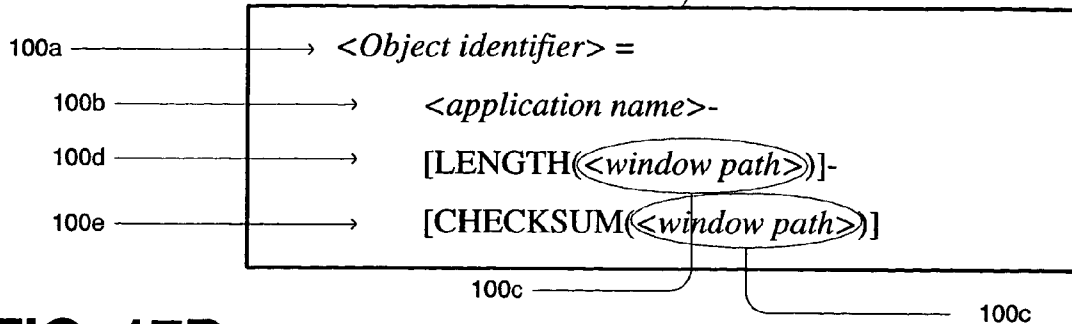 100a <Object identifier> =
100b <application name>-
100d [LENGTH(<window path>)]-
100e [CHECKSUM(<window path>)]
100c
100c